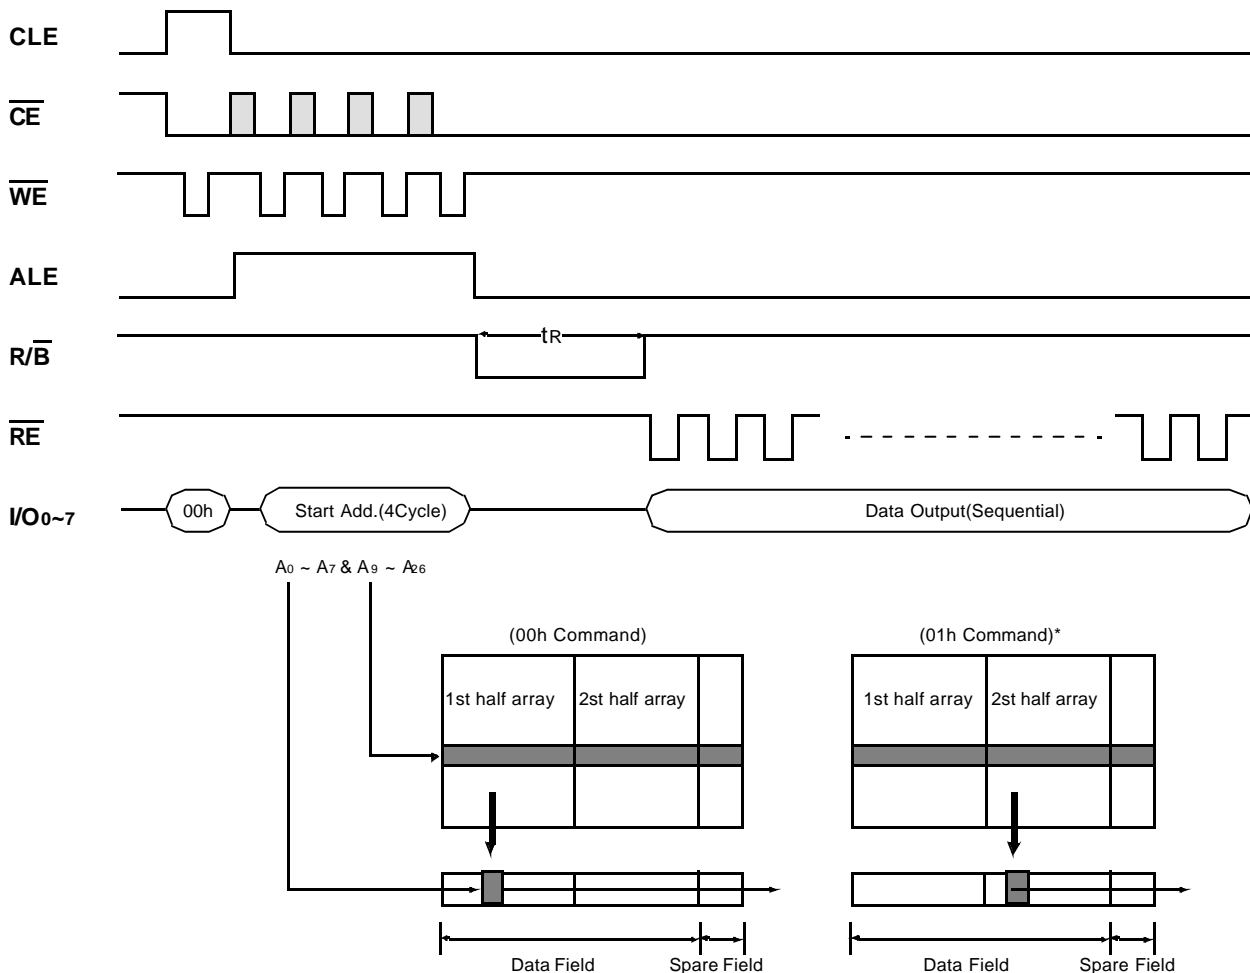 CLE
CE
WE
ALE
R/B
tR
RE
I/O0~7
00h
Start Add.(4Cycle)
Data Output(Sequential)
A0 ~ A7 & A9 ~ A26
(00h Command)
(01h Command)*
1st half array
2st half array
1st half array
2st half array
Data Field
Spare Field
Data Field
Spare Field